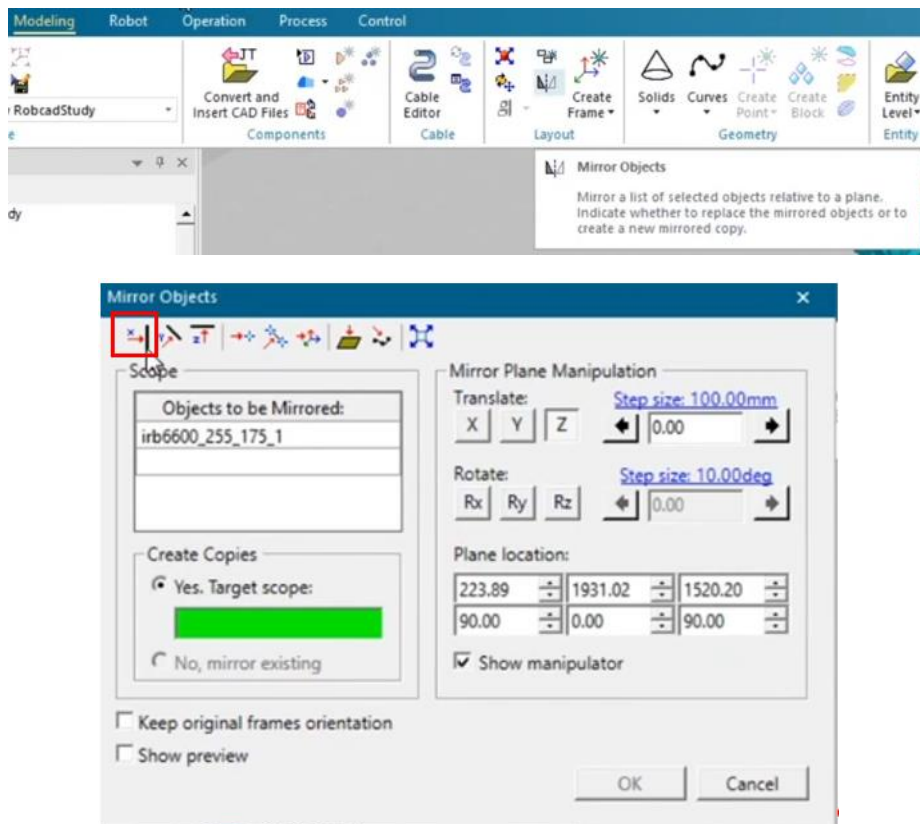 Modeling Robot Operation Process Control
JT
Convert and Insert CAD Files
Cable Editor
Create Frame
Solids
Curves
Create Point
Create Block
Entity Level
RobcadStudy
Components
Cable
Layout
Geometry
Entity
dy
Mirror Objects
Mirror a list of selected objects relative to a plane.
Indicate whether to replace the mirrored objects or to
create a new mirrored copy.
Mirror Objects
Scope
Objects to be Mirrored:
irb6600_255_175_1
Create Copies
Yes. Target scope:
No, mirror existing
Mirror Plane Manipulation
Translate: Step size: 100.00mm
X Y Z 0.00
Rotate: Step size: 10.00deg
Rx Ry Rz 0.00
Plane location:
223.89 1931.02 1520.20
90.00 0.00 90.00
Show manipulator
Keep original frames orientation
Show preview
OK Cancel